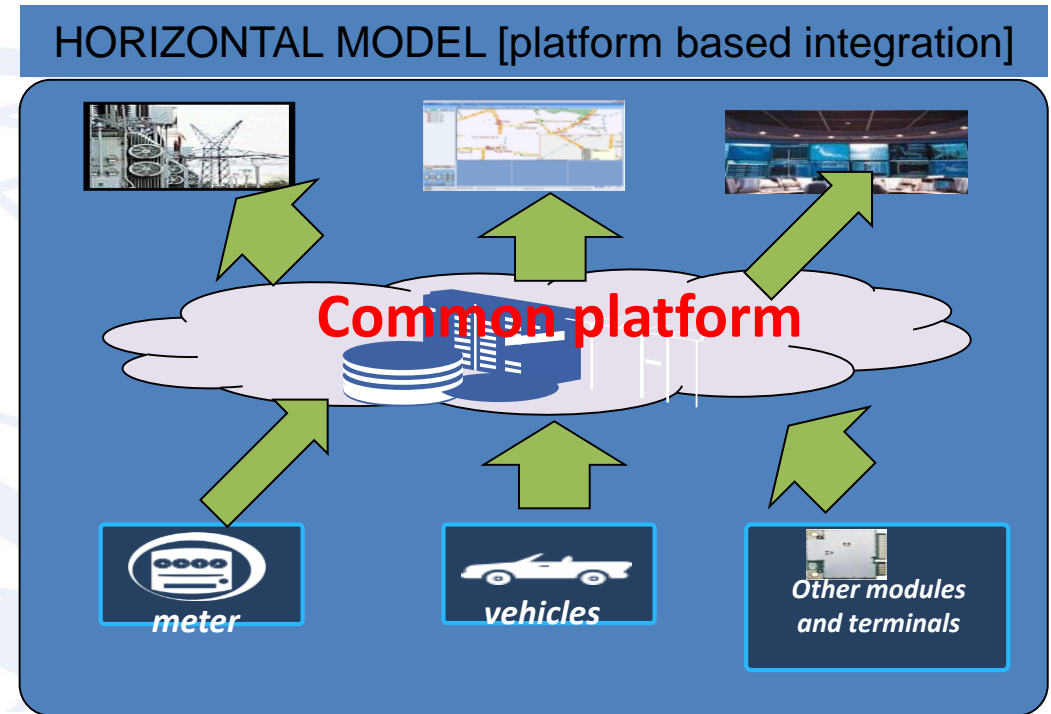 HORIZONTAL MODEL [platform based integration]
Common platform
meter
vehicles
Other modules
and terminals